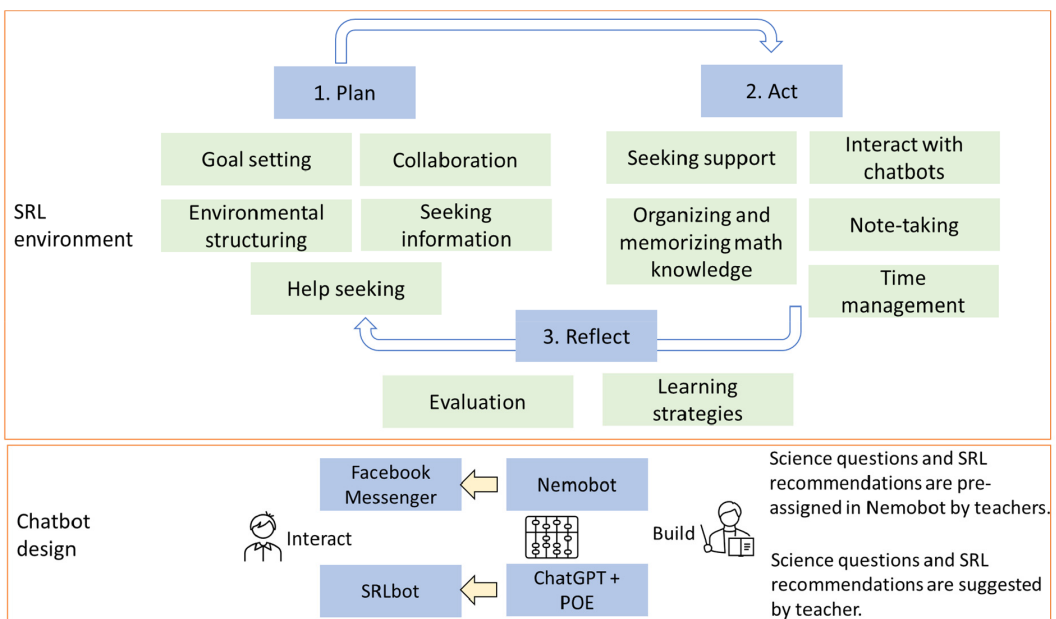 1. Plan
2. Act
Goal setting
Collaboration
Environmental
structuring
Seeking
information
Help seeking
Seeking support
Interact with
chatbots
Organizing and
memorizing math
knowledge
Note-taking
Time
management
SRL
environment
3. Reflect
Evaluation
Learning
strategies
Chatbot
design
Interact
Facebook
Messenger
Nemobot
SRLbot
ChatGPT +
POE
Build
Science questions and SRL
recommendations are pre-
assigned in Nemobot by teachers.
Science questions and SRL
recommendations are suggested
by teacher.